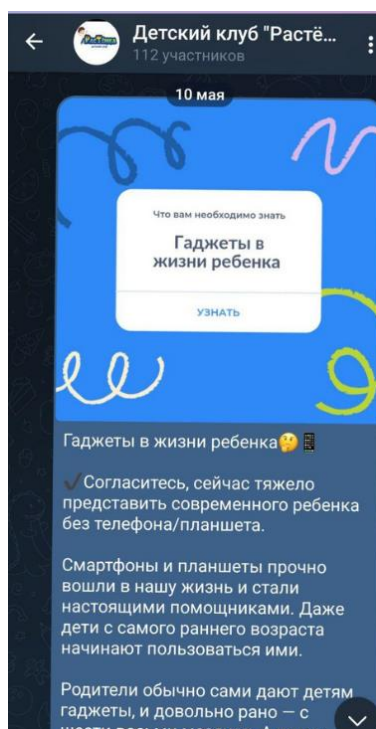 Детский клуб "Растё...
112 участников
10 мая
Что вам необходимо знать
Гаджеты в
жизни ребенка
УЗНАТЬ
Гаджеты в жизни ребенка🤔📱
✔️Согласитесь, сейчас тяжело
представить современного ребенка
без телефона/планшета.
Смартфоны и планшеты прочно
вошли в нашу жизнь и стали
настоящими помощниками. Даже
дети с самого раннего возраста
начинают пользоваться ими.
Родители обычно сами дают детям
гаджеты, и довольно рано — с